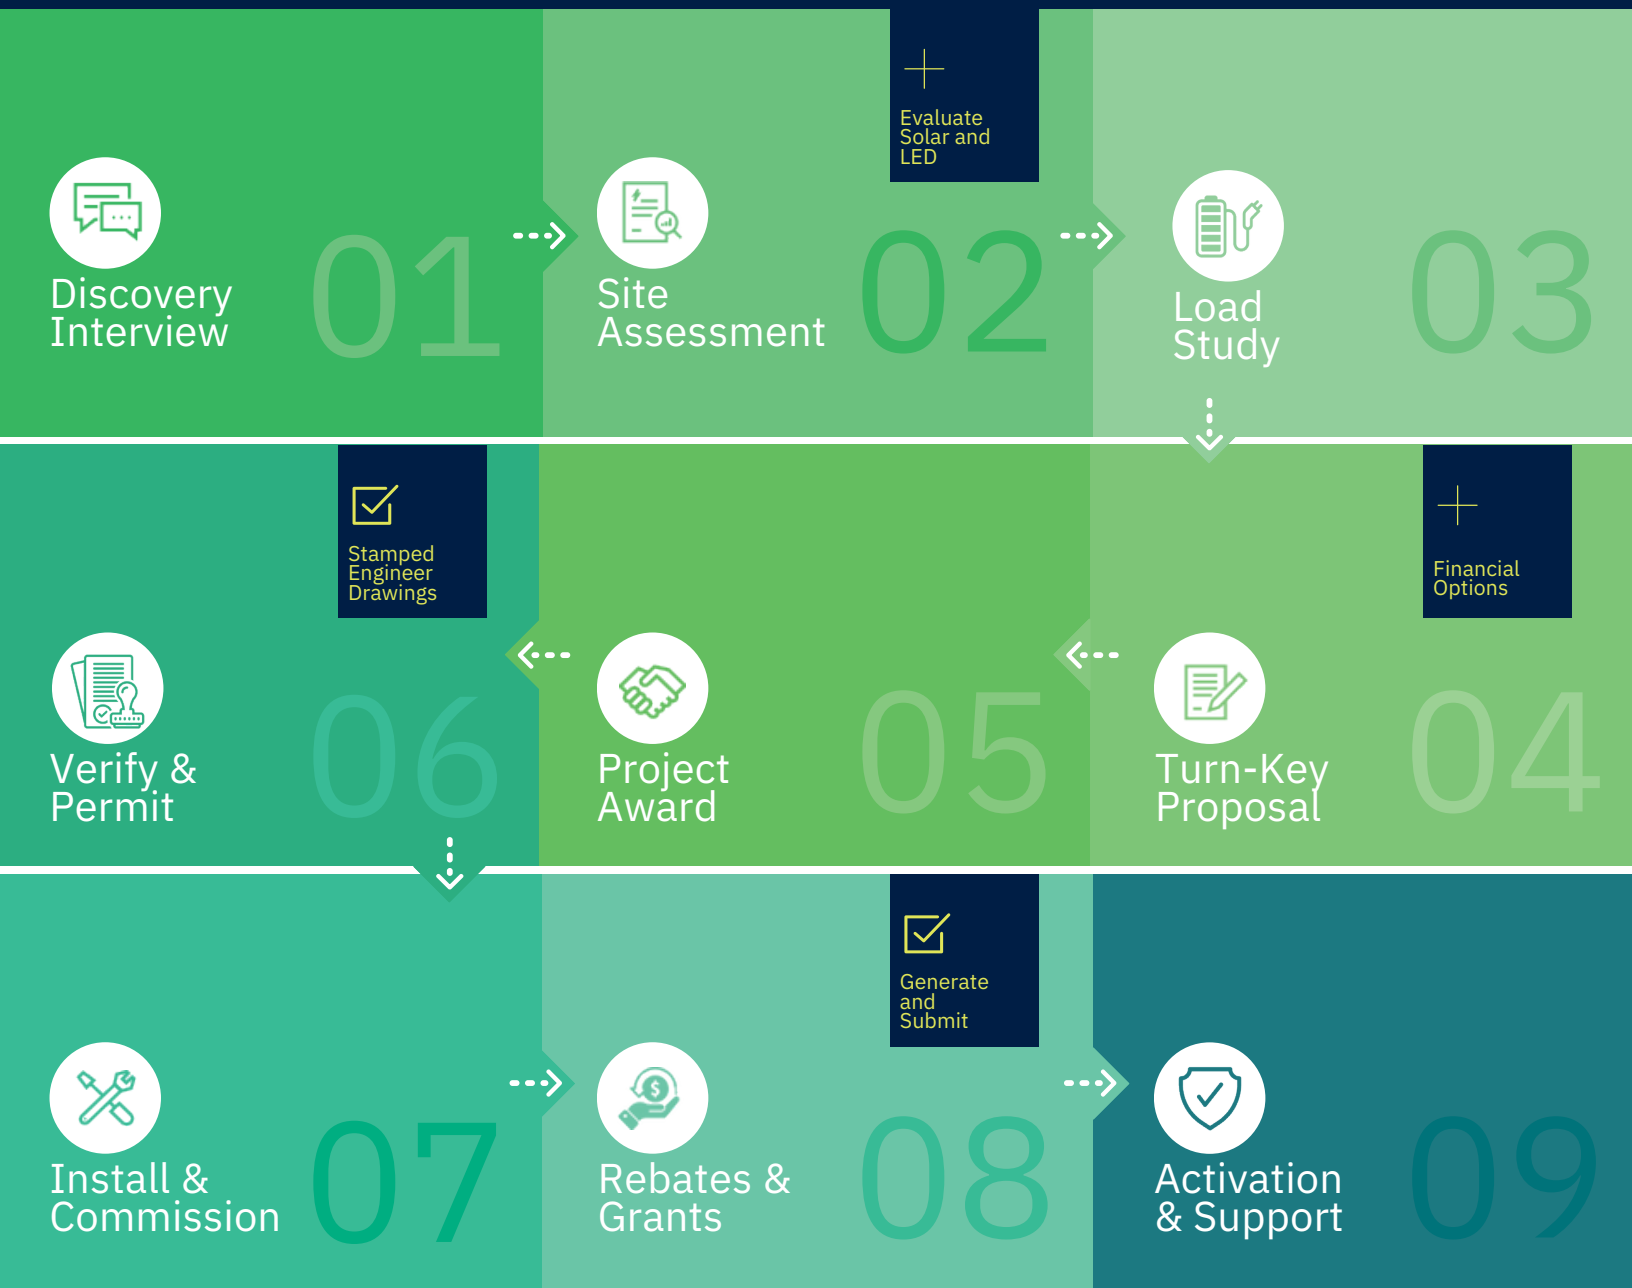 Evaluate
Solar and
LED
Discovery
Interview
01
Site
Assessment
02
Load
Study
03
Stamped
Engineer
Drawings
Verify &
Permit
06
Project
Award
05
Financial
Options
Turn-Key
Proposal
04
Install &
Commission
07
Generate
and
Submit
Rebates &
Grants
08
Activation
& Support
09